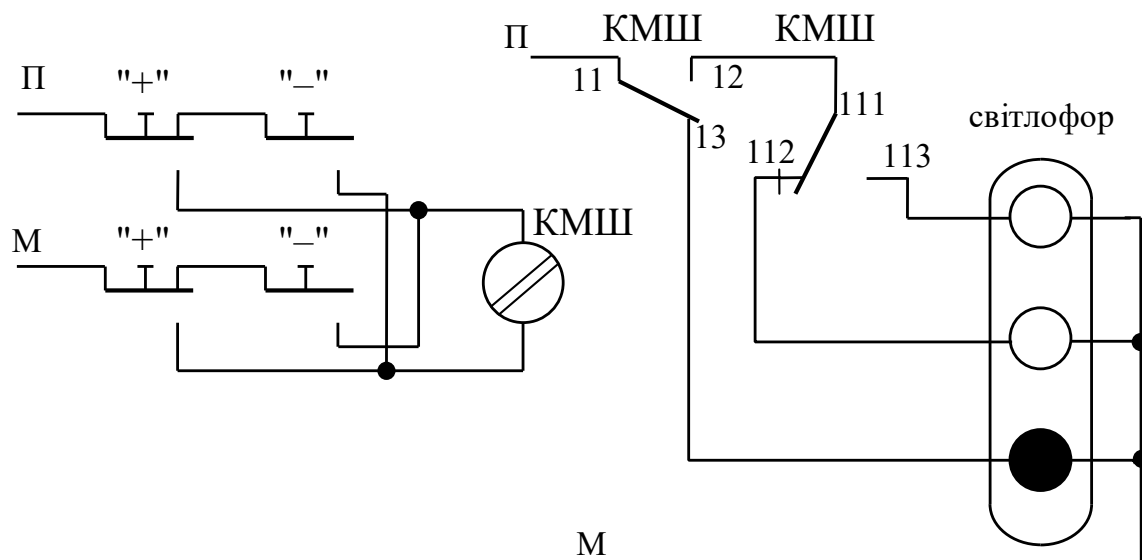 П "+" "–"
М "+" "–"
КМШ
П КМШ КМШ
11 12
13
111
112
113
світлофор
М